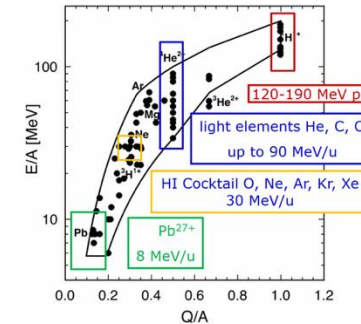 E/A [MeV]
100
10
⁴He²⁺
H⁺
Ar
Mg
³He²⁺
Ne
³H¹⁺
Pb
120-190 MeV p
light elements He, C, O
up to 90 MeV/u
HI Cocktail O, Ne, Ar, Kr, Xe
30 MeV/u
Pb²⁷⁺
8 MeV/u
0.0 0.2 0.4 0.6 0.8 1.0 1.2
Q/A